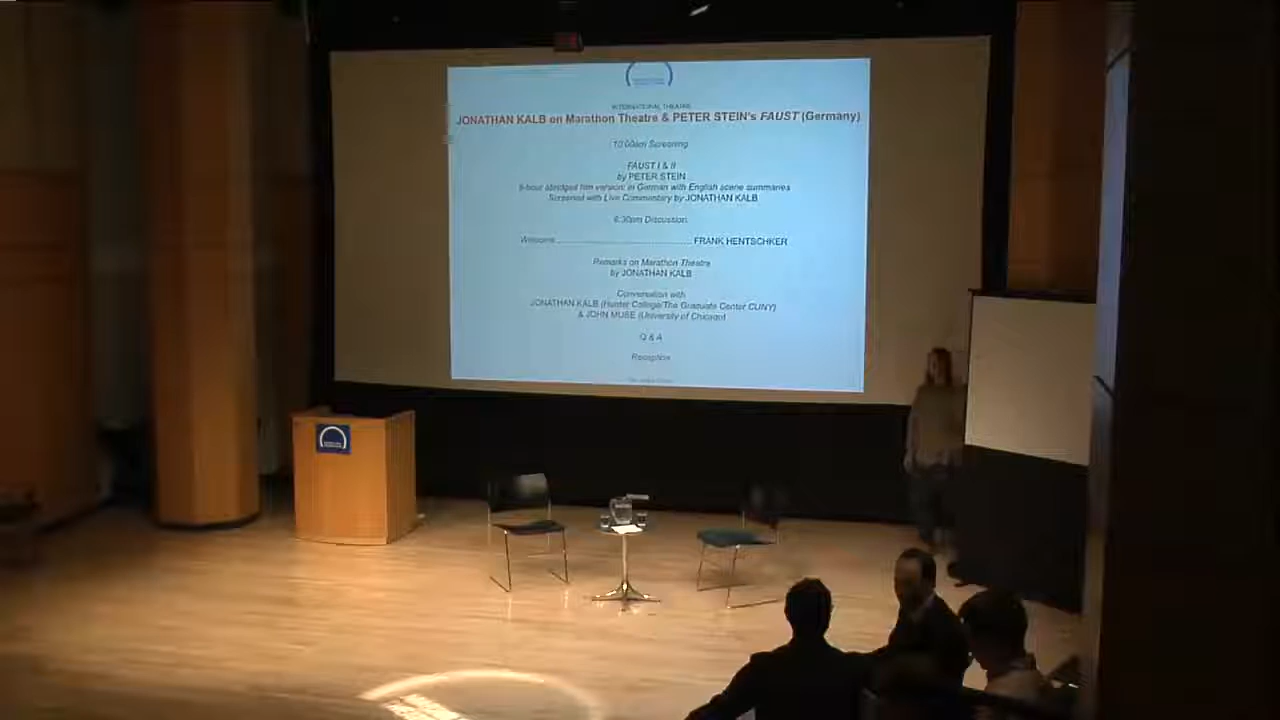 INTERNATIONAL THEATRE
JONATHAN KALB on Marathon Theatre & PETER STEIN's FAUST (Germany)
10:00am Screening
FAUST I & II
by PETER STEIN
-hour abridged film version: in German with English scene summaries
Screened with Live Commentary by JONATHAN KALB
6:30pm Discussion
Welcome FRANK HENTSCHKER
Remarks on Marathon Theatre
by JONATHAN KALB
Conversation with
JONATHAN KALB (Hunter College/The Graduate Center CUNY)
& JOHN MUSE (University of Chicago)
Q & A
Reception